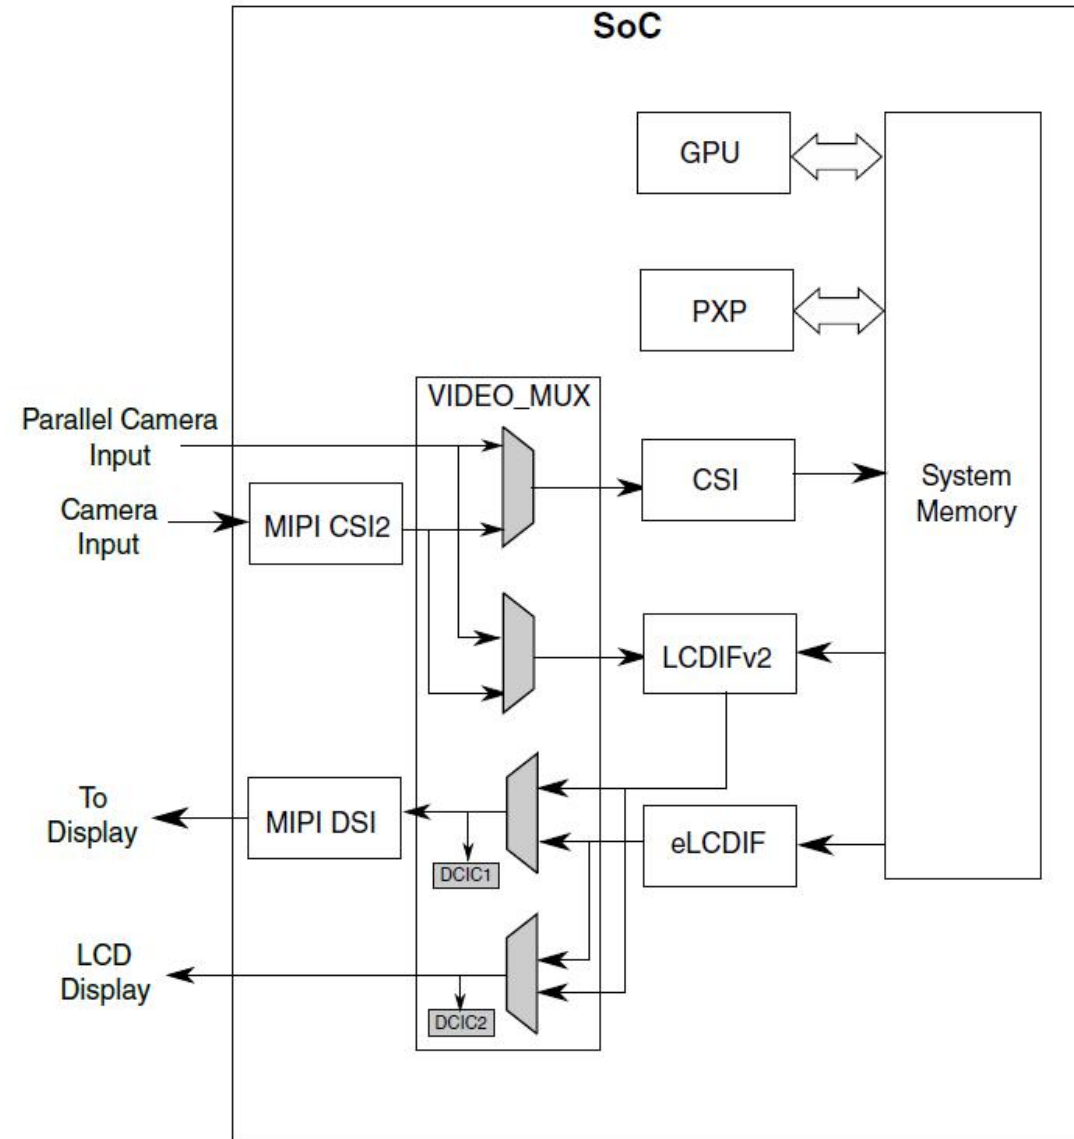 SoC
GPU
PXP
VIDEO_MUX
Parallel Camera
Input
CSI
System
Memory
Camera
Input
MIPI CSI2
LCDIFv2
To
Display
MIPI DSI
eLCDIF
DCIC1
LCD
Display
DCIC2